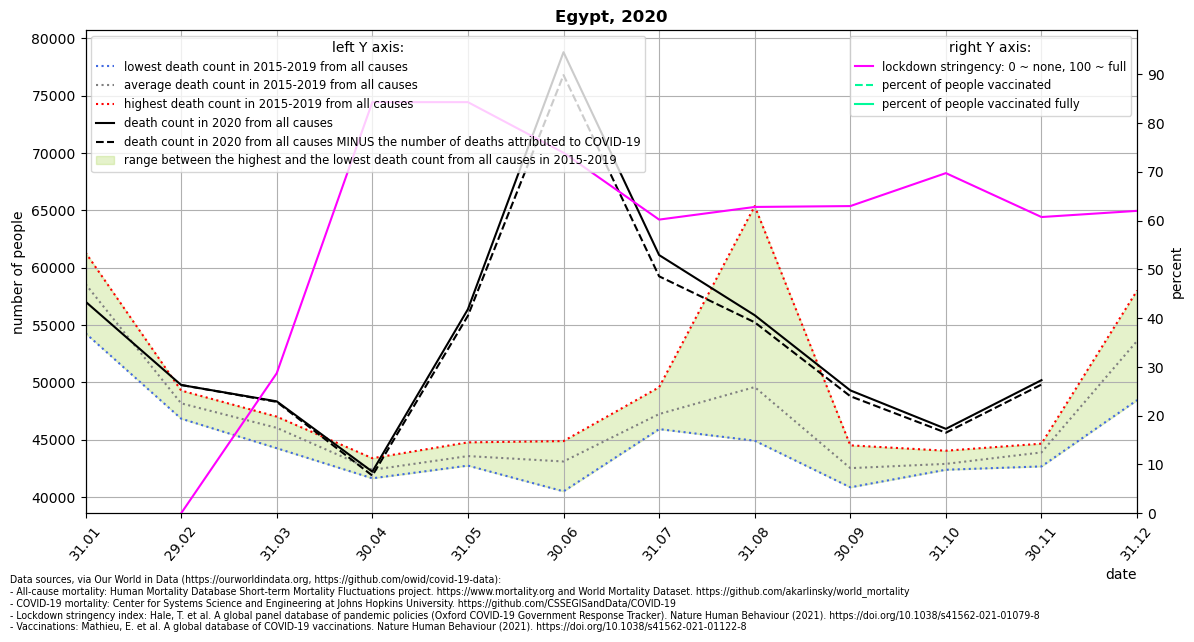 Egypt, 2020
left Y axis:
lowest death count in 2015-2019 from all causes
average death count in 2015-2019 from all causes
highest death count in 2015-2019 from all causes
death count in 2020 from all causes
death count in 2020 from all causes MINUS the number of deaths attributed to COVID-19
range between the highest and the lowest death count from all causes in 2015-2019
right Y axis:
lockdown stringency: 0 ~ none, 100 ~ full
percent of people vaccinated
percent of people vaccinated fully
number of people
80000
75000
70000
65000
60000
55000
50000
45000
40000
percent
90
80
70
60
50
40
30
20
10
0
31.01
29.02
31.03
30.04
31.05
30.06
31.07
31.08
30.09
31.10
30.11
31.12
date
Data sources, via Our World in Data (https://ourworldindata.org, https://github.com/owid/covid-19-data):
- All-cause mortality: Human Mortality Database Short-term Mortality Fluctuations project. https://www.mortality.org and World Mortality Dataset. https://github.com/akarlinsky/world_mortality
- COVID-19 mortality: Center for Systems Science and Engineering at Johns Hopkins University. https://github.com/CSSEGISandData/COVID-19
- Lockdown stringency index: Hale, T. et al. A global panel database of pandemic policies (Oxford COVID-19 Government Response Tracker). Nature Human Behaviour (2021). https://doi.org/10.1038/s41562-021-01079-8
- Vaccinations: Mathieu, E. et al. A global database of COVID-19 vaccinations. Nature Human Behaviour (2021). https://doi.org/10.1038/s41562-021-01122-8